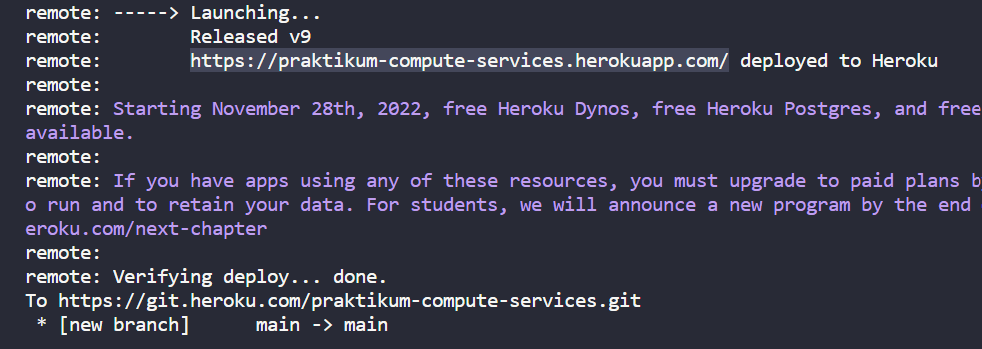 remote: -----> Launching...
remote:        Released v9
remote:        https://praktikum-compute-services.herokuapp.com/ deployed to Heroku
remote:
remote: Starting November 28th, 2022, free Heroku Dynos, free Heroku Postgres, and free
available.
remote:
remote: If you have apps using any of these resources, you must upgrade to paid plans b
o run and to retain your data. For students, we will announce a new program by the end
eroku.com/next-chapter
remote:
remote: Verifying deploy... done.
To https://git.heroku.com/praktikum-compute-services.git
 * [new branch]      main -> main